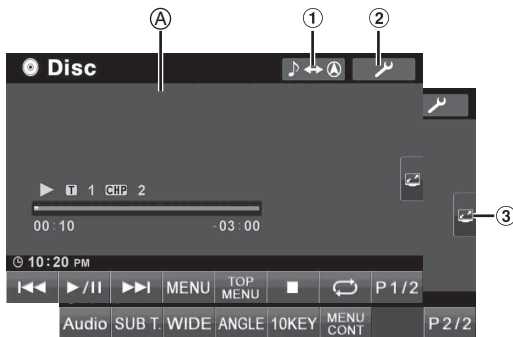 Ⓐ ① ②
Disc
T 1 CHP 2
00:10 -03:00
③
10:20 PM
MENU TOP MENU P1/2
Audio SUB T. WIDE ANGLE 10KEY MENU CONT P2/2